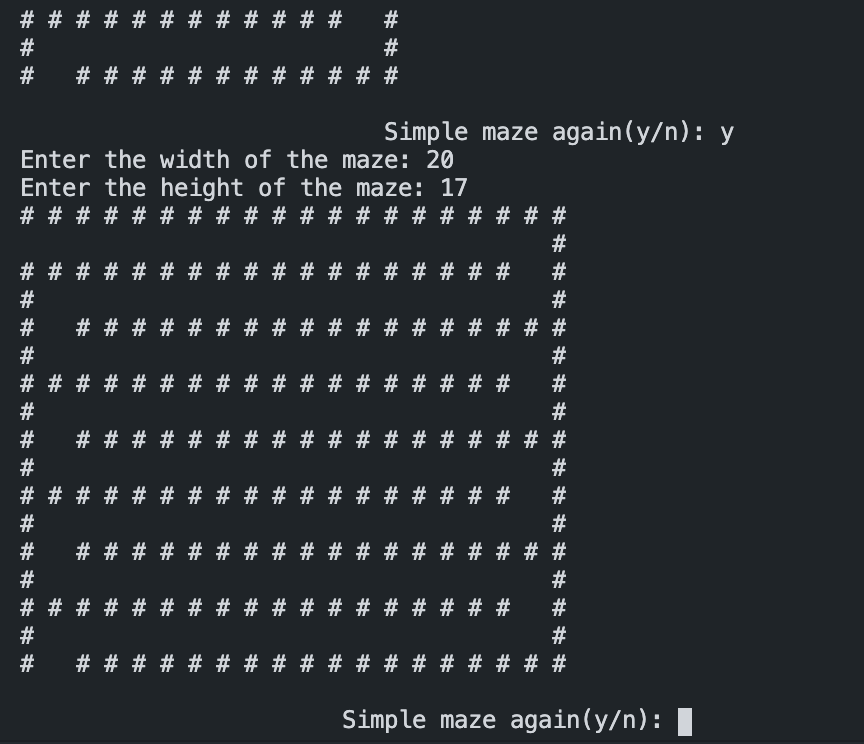 # # # # # # # # # # # #   #
#                         #
#   # # # # # # # # # # # #
                          Simple maze again(y/n): y
Enter the width of the maze: 20
Enter the height of the maze: 17
# # # # # # # # # # # # # # # # # # # #
                                      #
# # # # # # # # # # # # # # # # # #   #
#                                     #
#   # # # # # # # # # # # # # # # # # #
#                                     #
# # # # # # # # # # # # # # # # # #   #
#                                     #
#   # # # # # # # # # # # # # # # # # #
#                                     #
# # # # # # # # # # # # # # # # # #   #
#                                     #
#   # # # # # # # # # # # # # # # # # #
#                                     #
# # # # # # # # # # # # # # # # # #   #
#                                     #
#   # # # # # # # # # # # # # # # # # #
                       Simple maze again(y/n):